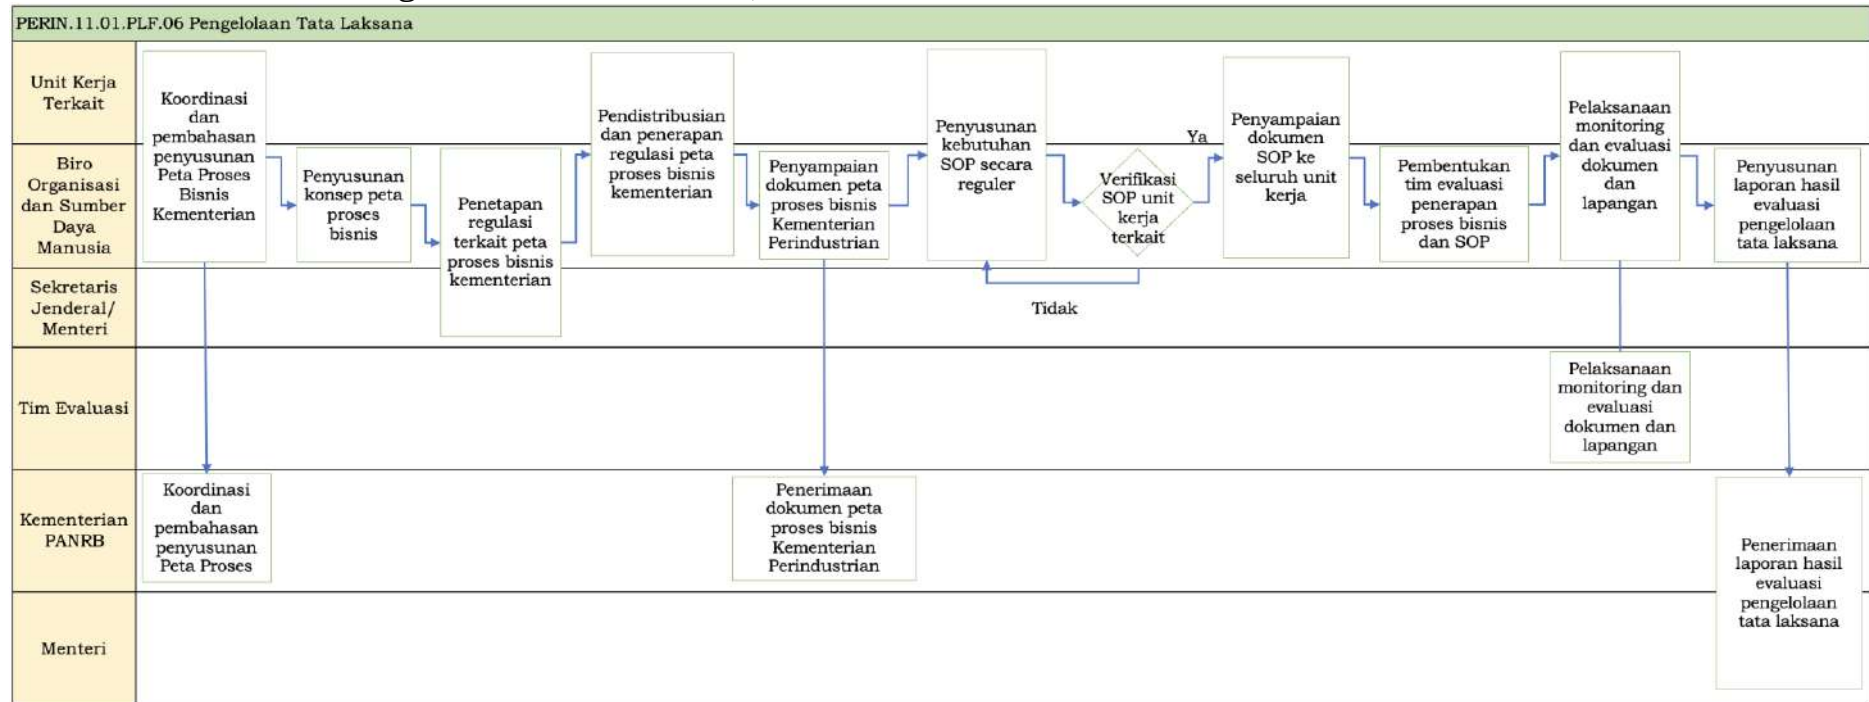 PERIN.11.01.PLF.06 Pengelolaan Tata Laksana
Unit Kerja
Terkait
Biro
Organisasi
dan Sumber
Daya
Manusia
Sekretaris
Jenderal/
Menteri
Tim Evaluasi
Kementerian
PANRB
Menteri
Koordinasi
dan
pembahasan
penyusunan
Peta Proses
Bisnis
Kementerian
Penyusunan
konsep peta
proses
bisnis
Penetapan
regulasi
terkait peta
proses bisnis
kementerian
Pendistribusian
dan penerapan
regulasi peta
proses bisnis
kementerian
Penyampaian
dokumen peta
proses bisnis
Kementerian
Perindustrian
Penyusunan
kebutuhan
SOP secara
reguler
Verifikasi
SOP unit
kerja
terkait
Ya
Tidak
Penyampaian
dokumen
SOP ke
seluruh unit
kerja
Pembentukan
tim evaluasi
penerapan
proses bisnis
dan SOP
Pelaksanaan
monitoring
dan evaluasi
dokumen
dan
lapangan
Penyusunan
laporan hasil
evaluasi
pengelolaan
tata laksana
Pelaksanaan
monitoring dan
evaluasi
dokumen dan
lapangan
Koordinasi
dan
pembahasan
penyusunan
Peta Proses
Penerimaan
dokumen peta
proses bisnis
Kementerian
Perindustrian
Penerimaan
laporan hasil
evaluasi
pengelolaan
tata laksana